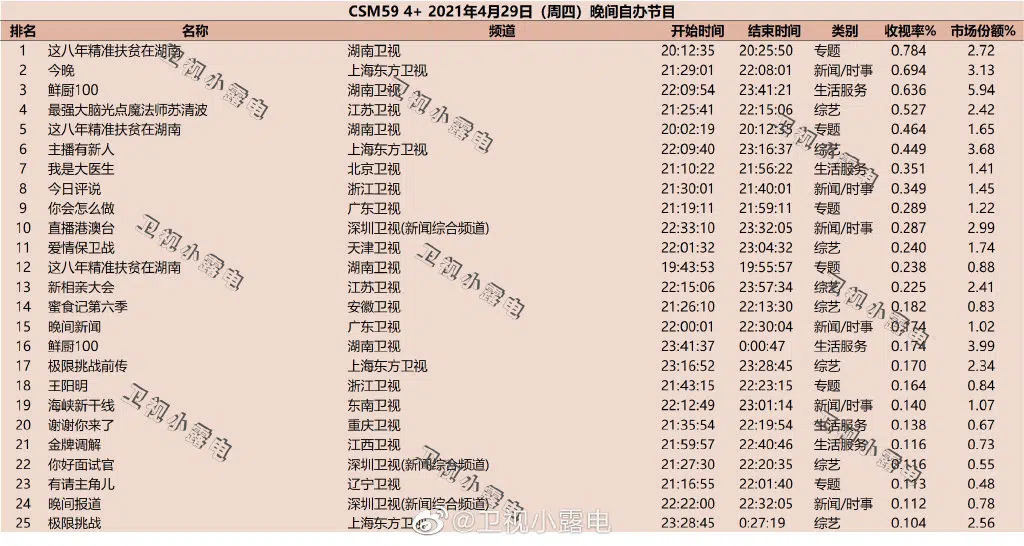 CSM59 4+ 2021年4月29日（周四）晚间自办节目
排名 名称 频道 开始时间 结束时间 类别 收视率% 市场份额%
1 这八年精准扶贫在湖南 湖南卫视 20:12:35 20:25:50 专题 0.784 2.72
2 今晚 上海东方卫视 21:29:01 22:08:01 新闻/时事 0.694 3.13
3 鲜厨100 湖南卫视 22:09:54 23:41:21 生活服务 0.636 5.94
4 最强大脑光点魔法师苏清波 江苏卫视 21:25:41 22:15:06 综艺 0.527 2.42
5 这八年精准扶贫在湖南 湖南卫视 20:02:19 20:12:35 专题 0.464 1.65
6 主播有新人 上海东方卫视 22:09:40 23:16:37 综艺 0.449 3.68
7 我是大医生 北京卫视 21:10:22 21:56:22 生活服务 0.351 1.41
8 今日评说 浙江卫视 21:30:01 21:40:01 新闻/时事 0.349 1.45
9 你会怎么做 广东卫视 21:19:11 21:59:11 专题 0.289 1.22
10 直播港澳台 深圳卫视(新闻综合频道) 22:33:10 23:32:05 新闻/时事 0.287 2.99
11 爱情保卫战 天津卫视 22:01:32 23:04:32 综艺 0.240 1.74
12 这八年精准扶贫在湖南 湖南卫视 19:43:53 19:55:57 专题 0.238 0.88
13 新相亲大会 江苏卫视 22:15:06 23:57:34 综艺 0.225 2.41
14 蜜食记第六季 安徽卫视 21:26:10 22:13:30 综艺 0.182 0.83
15 晚间新闻 广东卫视 22:00:01 22:30:04 新闻/时事 0.174 1.02
16 鲜厨100 湖南卫视 23:41:37 0:00:47 生活服务 0.174 3.99
17 极限挑战前传 上海东方卫视 23:16:52 23:28:45 综艺 0.170 2.34
18 王阳明 浙江卫视 21:43:15 22:23:15 专题 0.164 0.84
19 海峡新干线 东南卫视 22:12:49 23:01:14 新闻/时事 0.140 1.07
20 谢谢你来了 重庆卫视 21:35:54 22:19:54 生活服务 0.138 0.67
21 金牌调解 江西卫视 21:59:57 22:40:46 生活服务 0.116 0.73
22 你好面试官 深圳卫视(新闻综合频道) 21:27:30 22:20:35 综艺 0.116 0.55
23 有请主角儿 辽宁卫视 21:16:55 22:01:40 专题 0.113 0.48
24 晚间报道 深圳卫视(新闻综合频道) 22:22:00 22:32:05 新闻/时事 0.112 0.78
25 极限挑战 上海东方卫视 23:28:45 0:27:19 综艺 0.104 2.56
卫视小露电
卫视小露电
卫视小露电
卫视小露电
卫视小露电
卫视小露电
卫视小露电
卫视小露电
卫视小露电
@卫视小露电